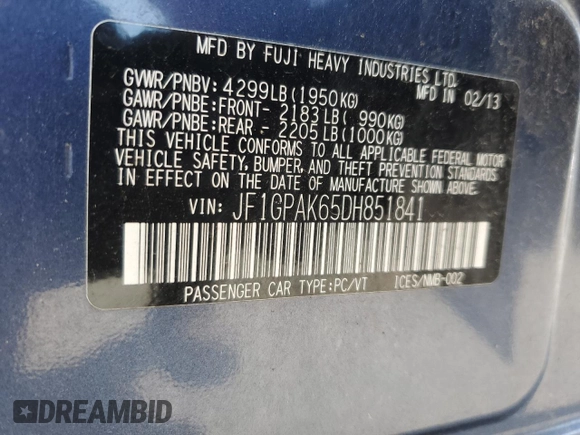 MFD BY FUJI HEAVY INDUSTRIES LTD.
GVWR/PNBV: 4299LB(1950KG) MFD IN 02/13
GAWR/PNBE:FRONT- 2183LB( 990KG)
GAWR/PNBE:REAR - 2205LB(1000KG)
THIS VEHICLE CONFORMS TO ALL APPLICABLE FEDERAL MOTOR
VEHICLE SAFETY, BUMPER, AND THEFT PREVENTION STANDARDS
IN EFFECT ON THE DATE OF MANUFACTURE SHOWN ABOVE.
VIN: JF1GPAK65DH851841
PASSENGER CAR TYPE:PC/VT ICES/NMB-002
DREAMBID